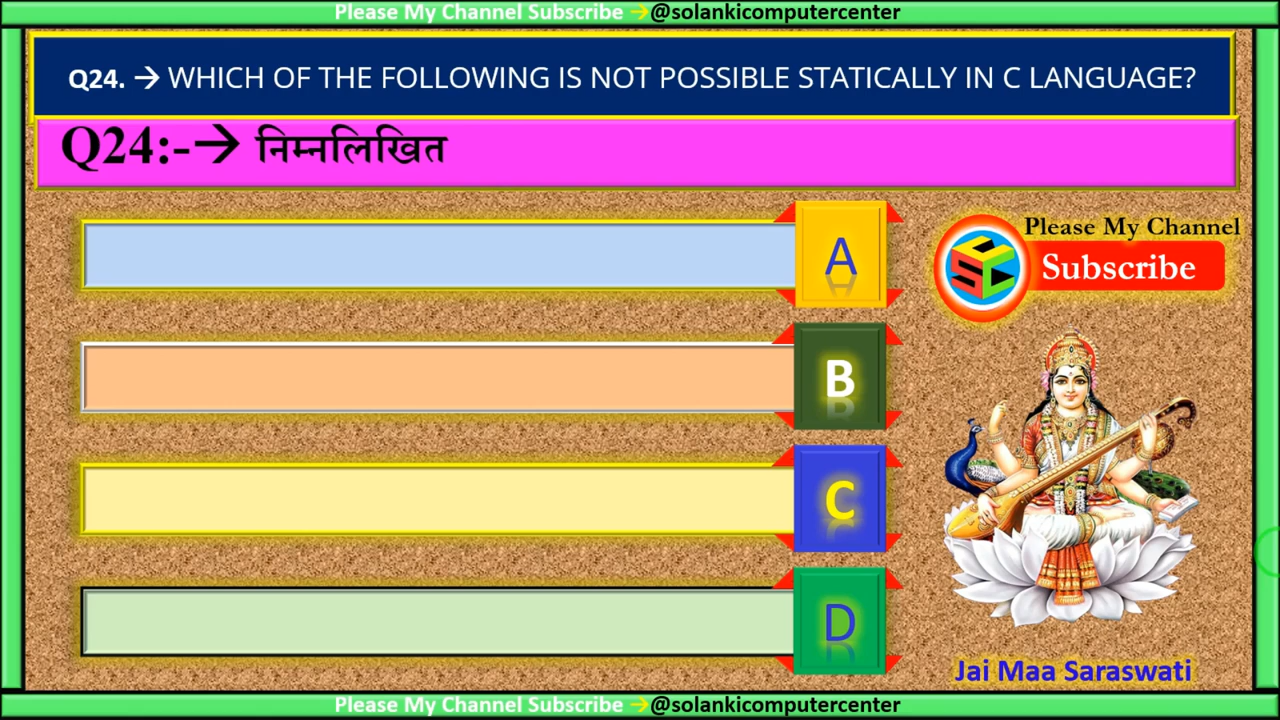 Please My Channel Subscribe →@solankicomputercenter
Q24. → WHICH OF THE FOLLOWING IS NOT POSSIBLE STATICALLY IN C LANGUAGE?
Q24:-→ निम्नलिखित
A
Please My Channel
SCC
Subscribe
B
C
D
Jai Maa Saraswati
Please My Channel Subscribe →@solankicomputercenter